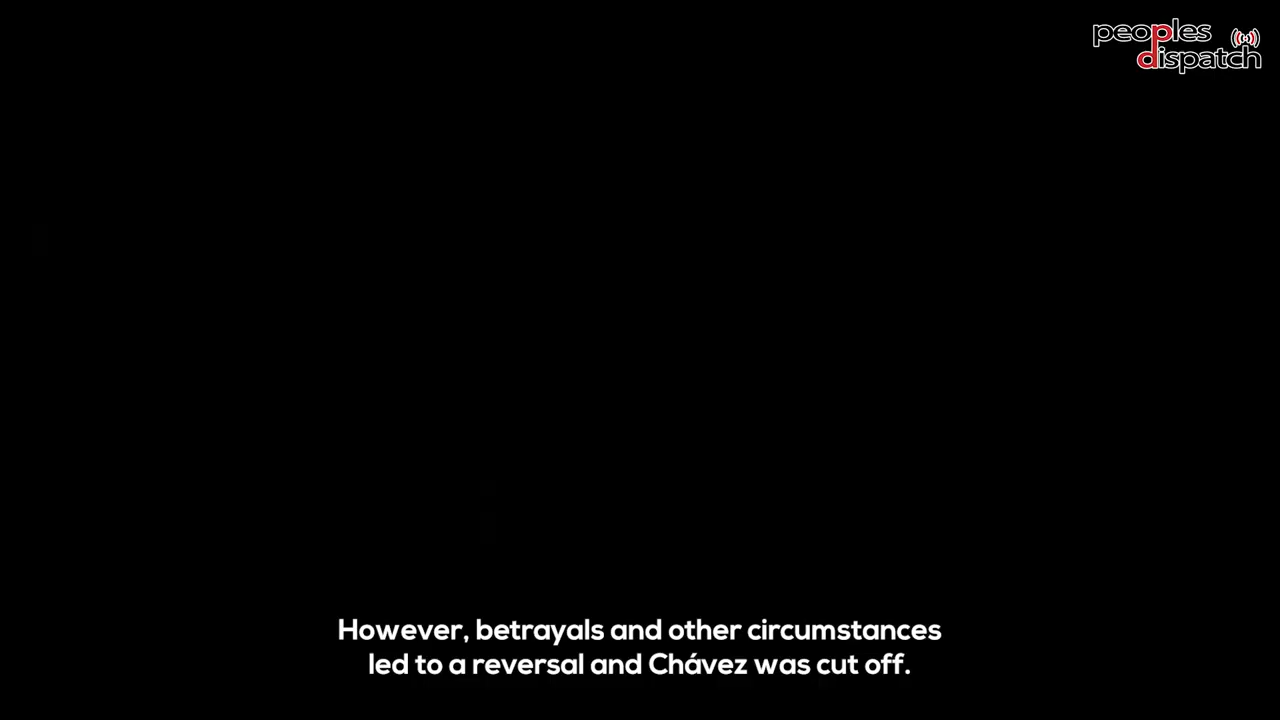 peoples
dispatch
However, betrayals and other circumstances
led to a reversal and Chávez was cut off.